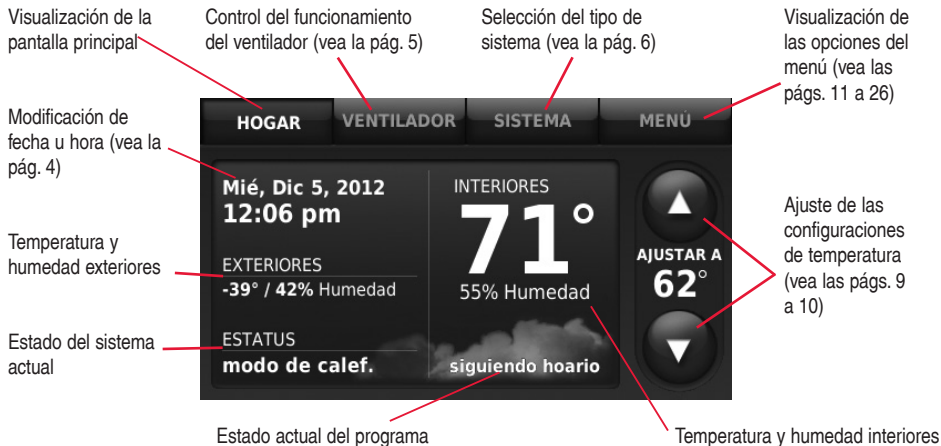 Visualización de la
pantalla principal
Control del funcionamiento
del ventilador (vea la pág. 5)
Selección del tipo de
sistema (vea la pág. 6)
Visualización de
las opciones del
menú (vea las
págs. 11 a 26)
Modificación de
fecha u hora (vea la
pág. 4)
Temperatura y
humedad exteriores
Estado del sistema
actual
HOGAR
VENTILADOR
SISTEMA
MENÚ
Mié, Dic 5, 2012
12:06 pm
EXTERIORES
-39° / 42% Humedad
ESTATUS
modo de calef.
INTERIORES
71°
55% Humedad
siguiendo hoario
AJUSTAR A
62°
Ajuste de las
configuraciones
de temperatura
(vea las págs. 9
a 10)
Estado actual del programa
Temperatura y humedad interiores